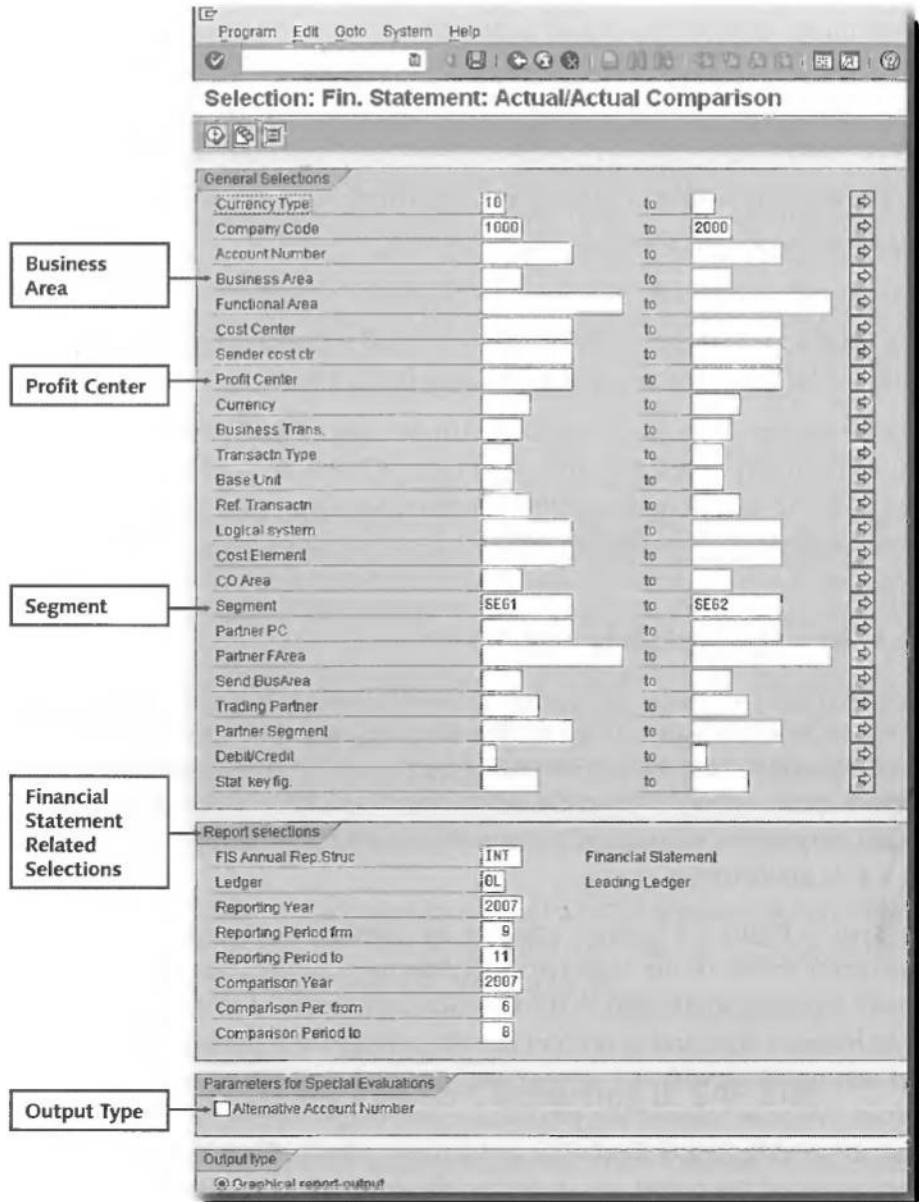 Program Edit Goto System Help
Selection: Fin. Statement: Actual/Actual Comparison
General Selections
Currency Type 10 to
Company Code 1000 to 2000
Account Number to
Business Area
Business Area to
Functional Area to
Cost Center to
Sender cost clr to
Profit Center
Profit Center to
Currency to
Business Trans. to
Transactn Type to
Base Unit to
Ref. Transactn to
Logical system to
Cost Element to
CO Area to
Segment
Segment SEG1 to SEG2
Partner PC to
Partner FArea to
Send BusArea to
Trading Partner to
Partner Segment to
Debit/Credit to
Stat. key fig. to
Financial Statement Related Selections
Report selections
FIS Annual Rep.Struc INT Financial Statement
Ledger 0L Leading Ledger
Reporting Year 2007
Reporting Period frm 9
Reporting Period to 11
Comparison Year 2007
Comparison Per. from 6
Comparison Period to 8
Parameters for Special Evaluations
Output Type
Alternative Account Number
Output type
Graphical report output